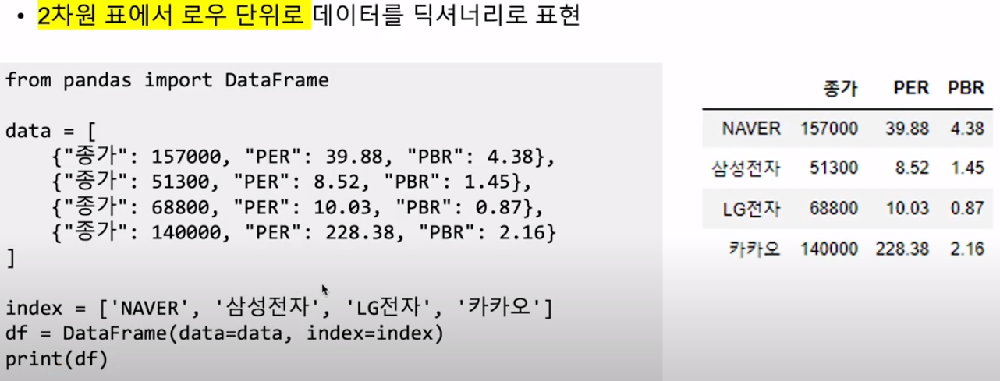 • 2차원 표에서 로우 단위로 데이터를 딕셔너리로 표현
from pandas import DataFrame
data = [
    {"종가": 157000, "PER": 39.88, "PBR": 4.38},
    {"종가": 51300, "PER": 8.52, "PBR": 1.45},
    {"종가": 68800, "PER": 10.03, "PBR": 0.87},
    {"종가": 140000, "PER": 228.38, "PBR": 2.16}
]
index = ['NAVER', '삼성전자', 'LG전자', '카카오']
df = DataFrame(data=data, index=index)
print(df)
종가 PER PBR
NAVER 157000 39.88 4.38
삼성전자 51300 8.52 1.45
LG전자 68800 10.03 0.87
카카오 140000 228.38 2.16